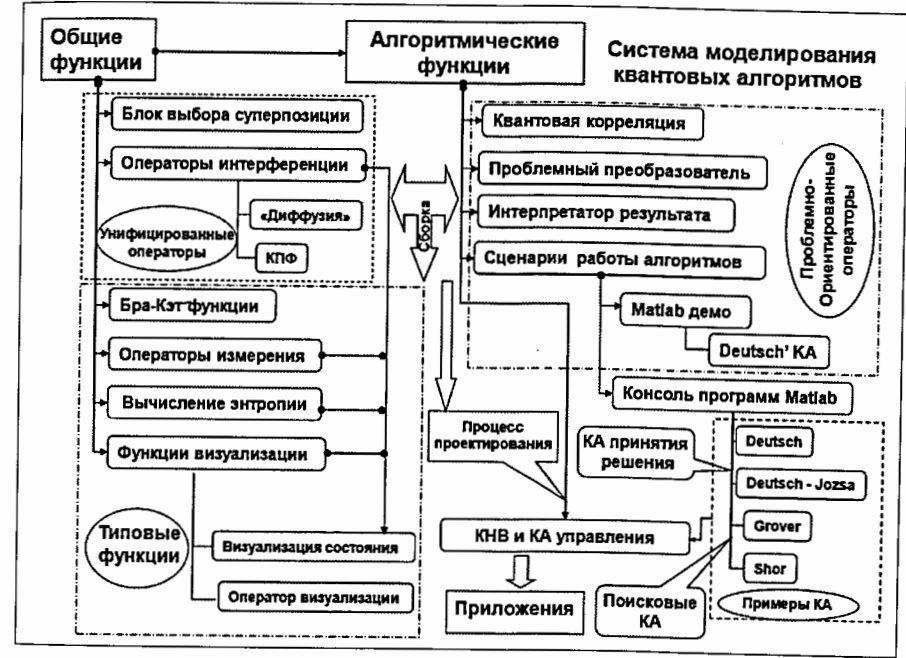 Общие
функции
Алгоритмические
функции
Система моделирования
квантовых алгоритмов
Блок выбора суперпозиции
Операторы интерференции
«Диффузия»
КПФ
Унифицированные
операторы
Сборка
Квантовая корреляция
Проблемный преобразователь
Интерпретатор результата
Сценарии работы алгоритмов
Matlab демо
Deutsch' КА
Проблемно-
Ориентированные
операторы
Бра-Кэт функции
Операторы измерения
Вычисление энтропии
Функции визуализации
Типовые
функции
Визуализация состояния
Оператор визуализации
Процесс
проектирования
Консоль программ Matlab
КА принятия
решения
Deutsch
Deutsch - Jozsa
Grover
Shor
Примеры КА
КНВ и КА управления
Приложения
Поисковые
КА